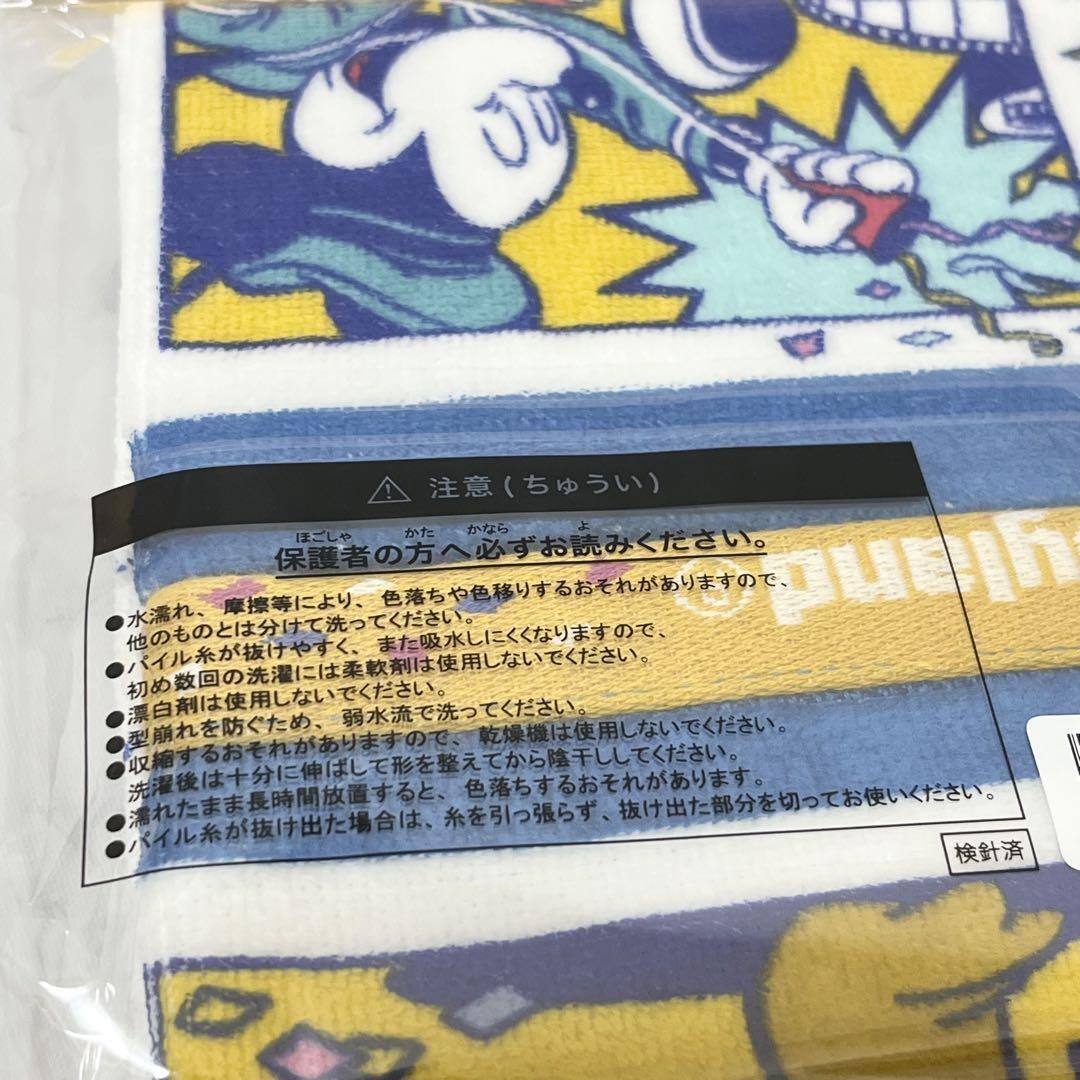 ⚠ 注意(ちゅうい)
ほごしゃ かた かなら よ
保護者の方へ必ずお読みください。
●水濡れ、摩擦等により、色落ちや色移りするおそれがありますので、
他のものとは分けて洗ってください。
●パイル糸が抜けやすく、また吸水しにくくなりますので、
初め数回の洗濯には柔軟剤は使用しないでください。
●漂白剤は使用しないでください。
●型崩れを防ぐため、弱水流で洗ってください。
●収縮するおそれがありますので、乾燥機は使用しないでください。
洗濯後は十分に伸ばして形を整えてから陰干ししてください。
●濡れたまま長時間放置すると、色落ちするおそれがあります。
●パイル糸が抜け出た場合は、糸を引っ張らず、抜け出た部分を切ってお使いください。
検針済